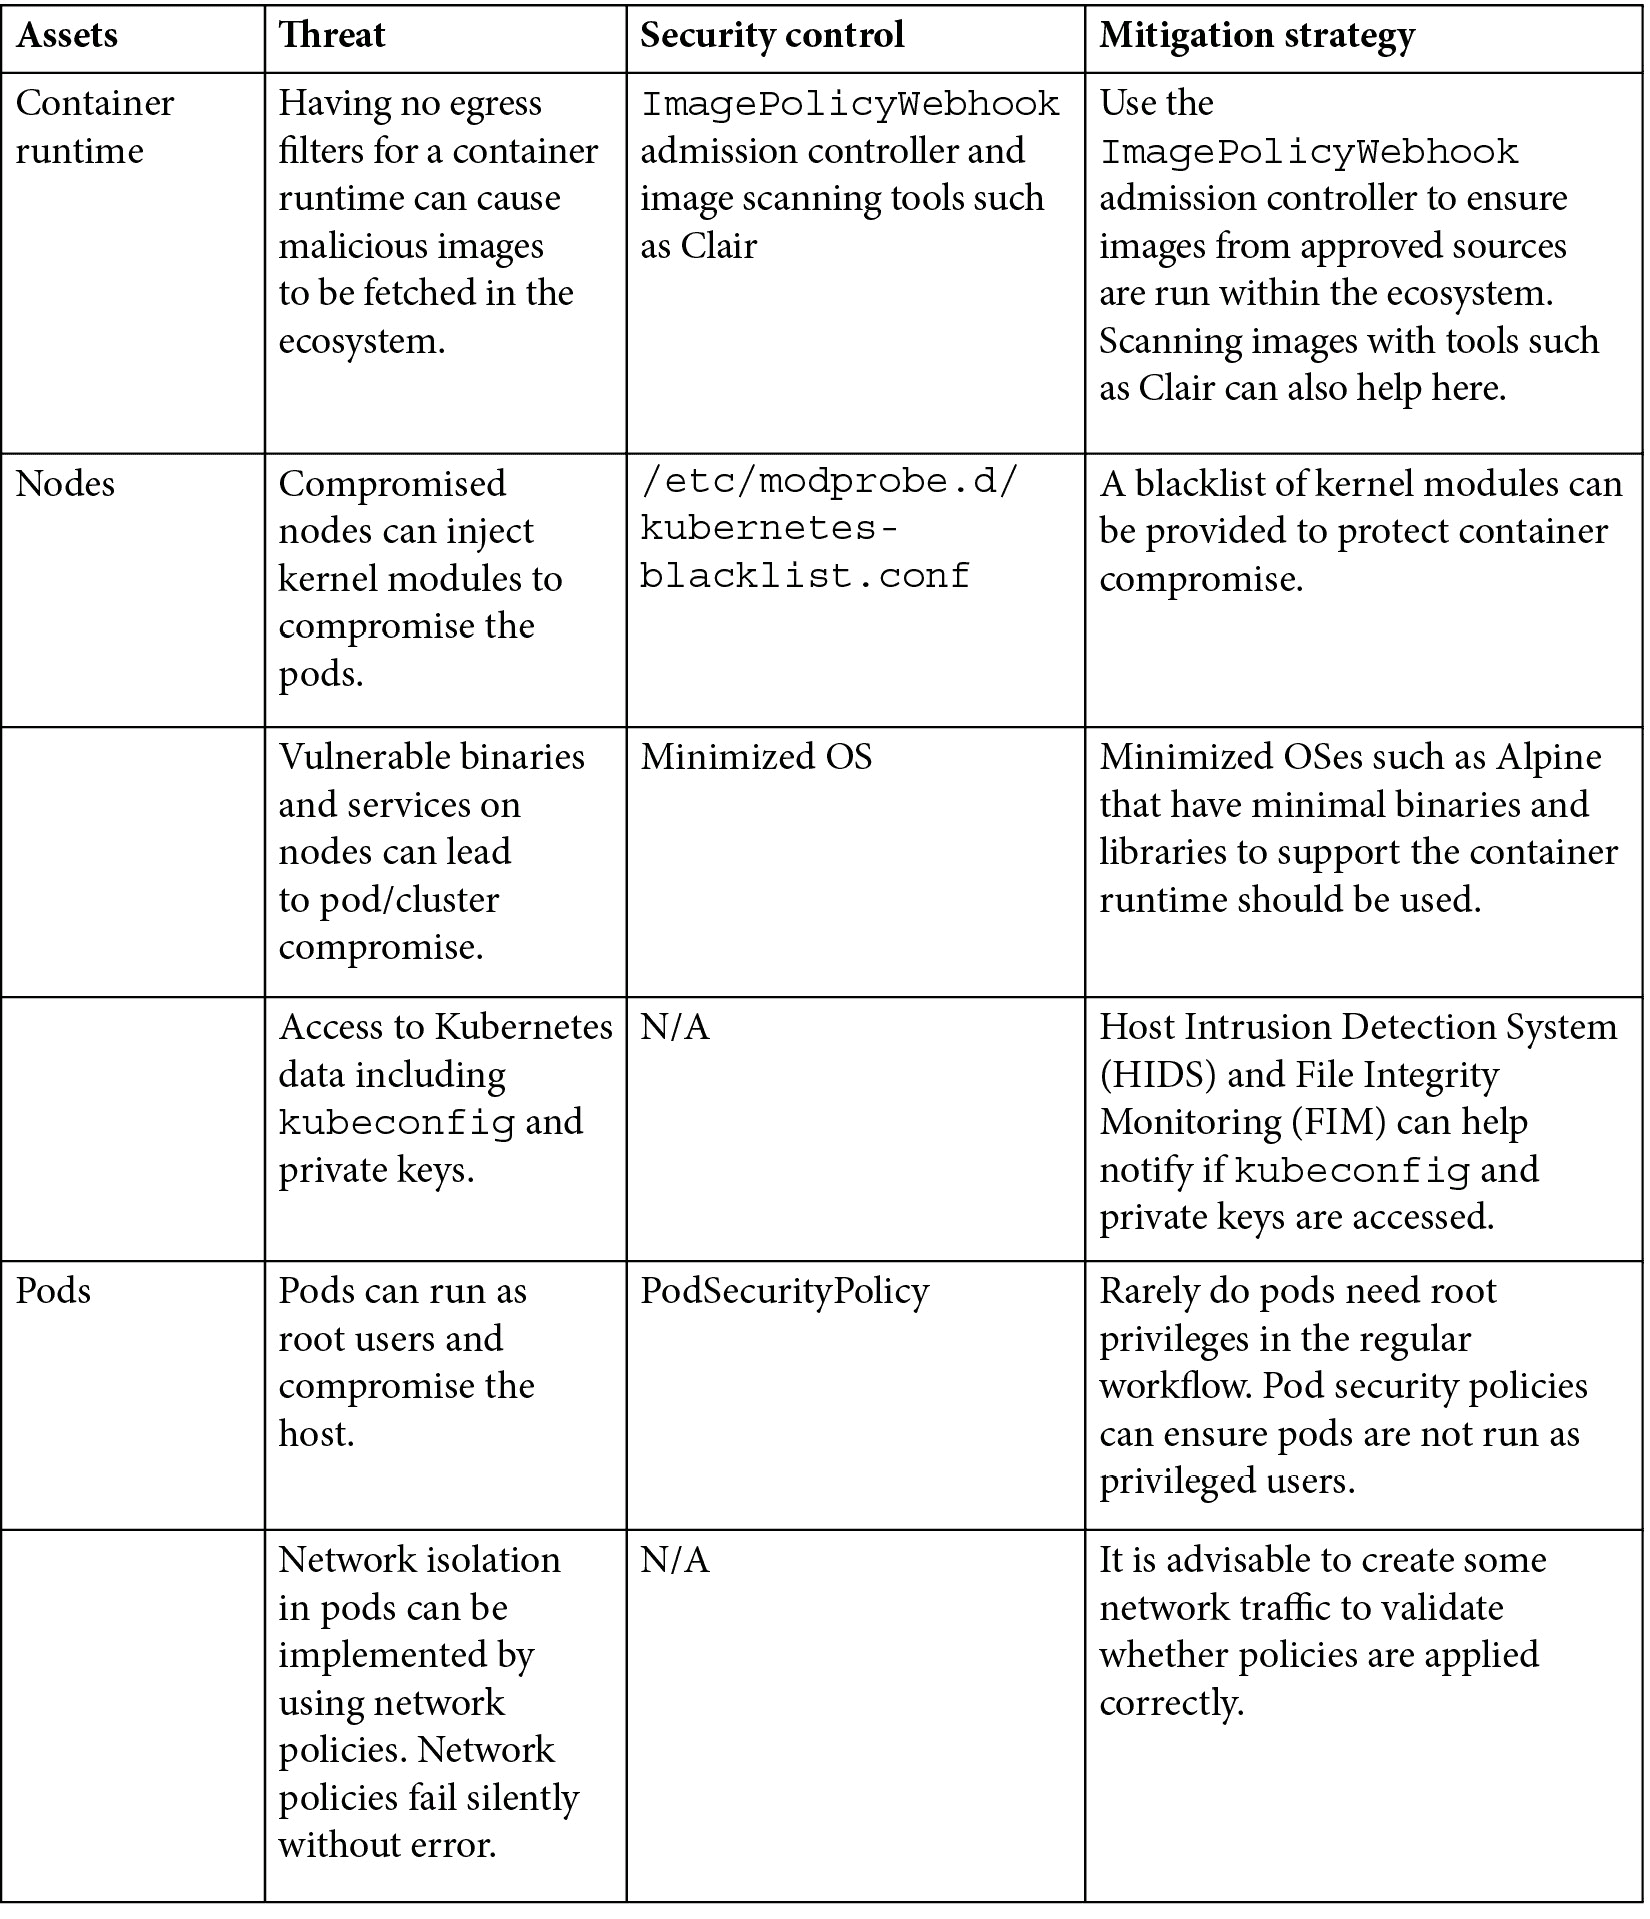 Assets
Threat
Security control
Mitigation strategy
Container
runtime
Having no egress
filters for a container
runtime can cause
malicious images
to be fetched in the
ecosystem.
ImagePolicyWebhook
admission controller and
image scanning tools such
as Clair
Use the
ImagePolicyWebhook
admission controller to ensure
images from approved sources
are run within the ecosystem.
Scanning images with tools such
as Clair can also help here.
Nodes
Compromised
nodes can inject
kernel modules to
compromise the
pods.
/etc/modprobe.d/
kubernetes-
blacklist.conf
A blacklist of kernel modules can
be provided to protect container
compromise.
Vulnerable binaries
and services on
nodes can lead
to pod/cluster
compromise.
Minimized OS
Minimized OSes such as Alpine
that have minimal binaries and
libraries to support the container
runtime should be used.
Access to Kubernetes
data including
kubeconfig and
private keys.
N/A
Host Intrusion Detection System
(HIDS) and File Integrity
Monitoring (FIM) can help
notify if kubeconfig and
private keys are accessed.
Pods
Pods can run as
root users and
compromise the
host.
PodSecurityPolicy
Rarely do pods need root
privileges in the regular
workflow. Pod security policies
can ensure pods are not run as
privileged users.
Network isolation
in pods can be
implemented by
using network
policies. Network
policies fail silently
without error.
N/A
It is advisable to create some
network traffic to validate
whether policies are applied
correctly.